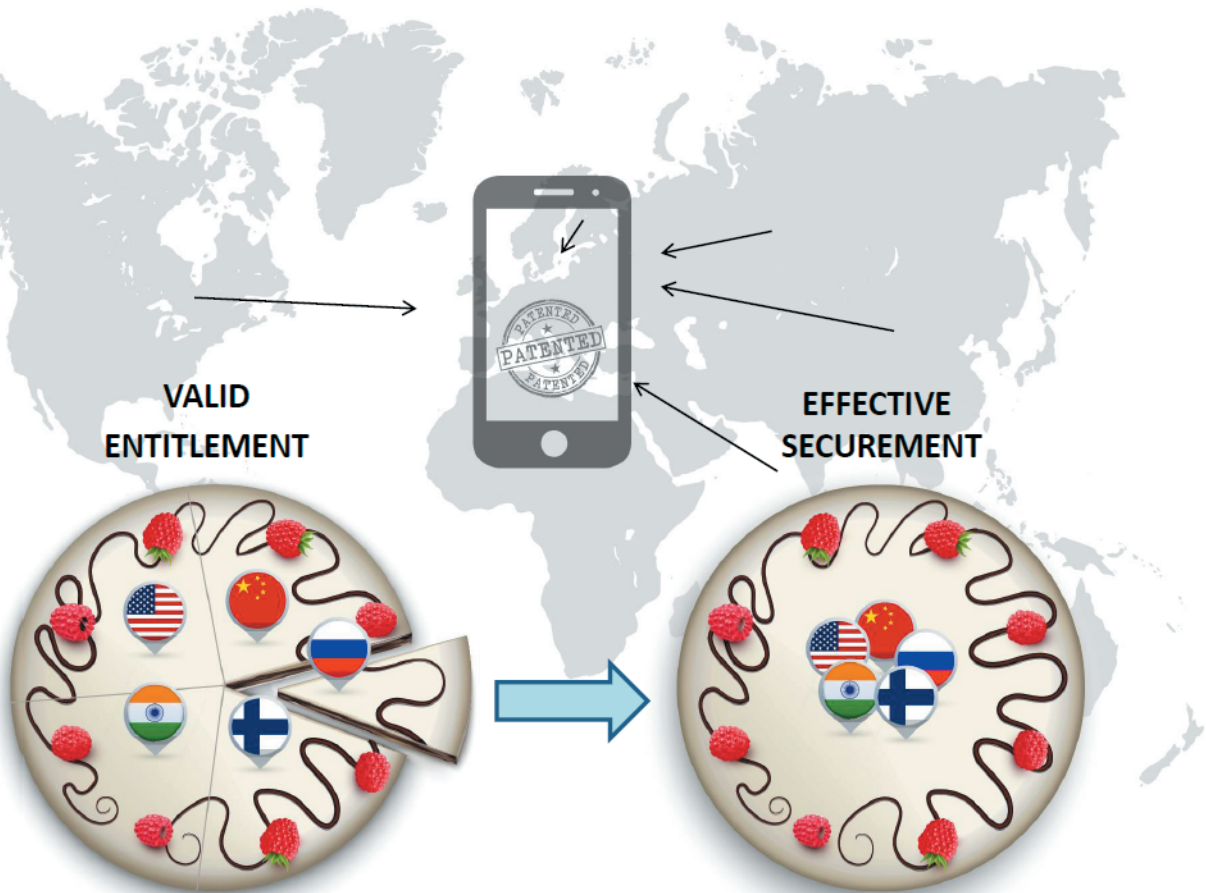 PATENTED
PATENTED
PATENTED
VALID
ENTITLEMENT
EFFECTIVE
SECUREMENT